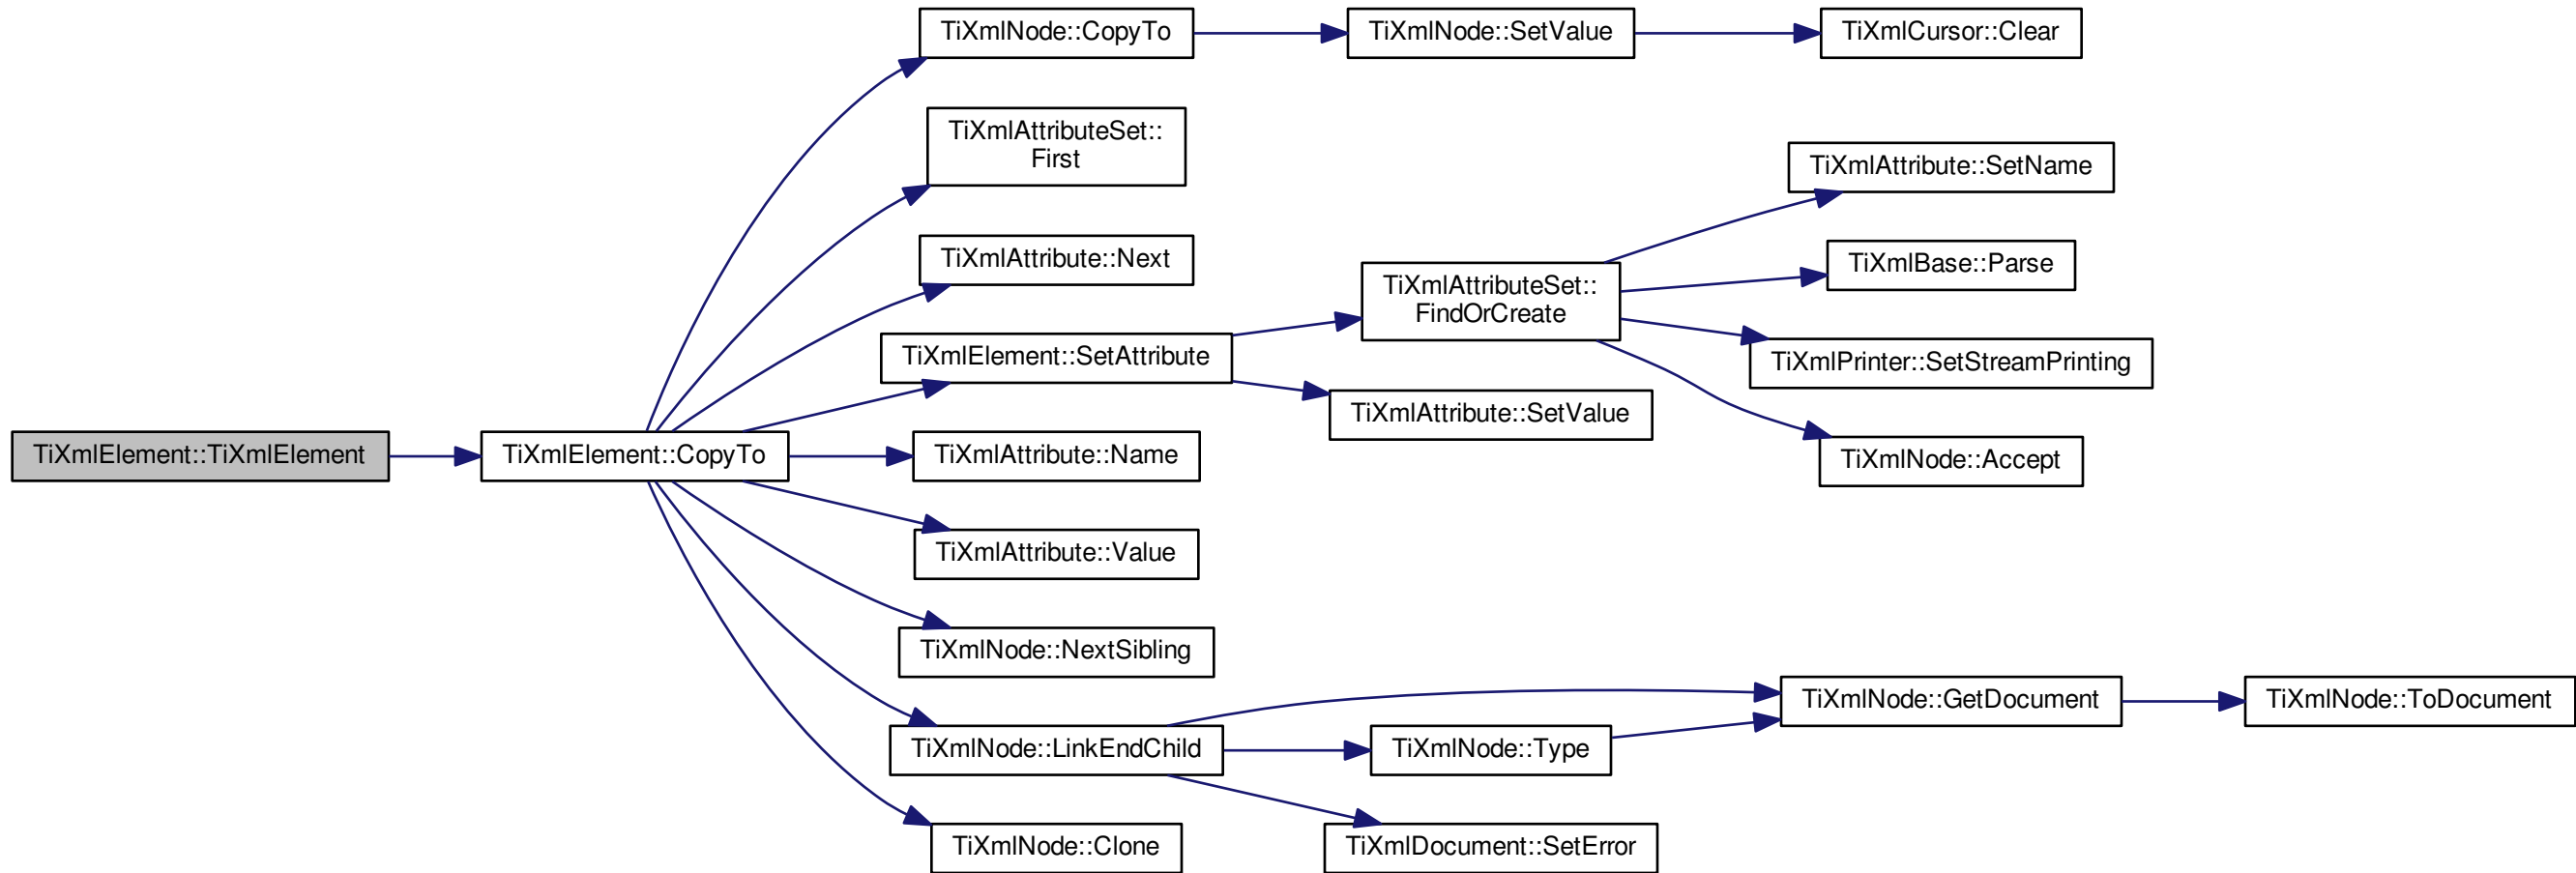 TiXmlNode::CopyTo
TiXmlNode::SetValue
TiXmlCursor::Clear
TiXmlAttributeSet::
First
TiXmlAttribute::SetName
TiXmlAttribute::Next
TiXmlBase::Parse
TiXmlAttributeSet::
FindOrCreate
TiXmlElement::SetAttribute
TiXmlPrinter::SetStreamPrinting
TiXmlAttribute::SetValue
TiXmlElement::TiXmlElement
TiXmlElement::CopyTo
TiXmlAttribute::Name
TiXmlNode::Accept
TiXmlAttribute::Value
TiXmlNode::NextSibling
TiXmlNode::GetDocument
TiXmlNode::ToDocument
TiXmlNode::LinkEndChild
TiXmlNode::Type
TiXmlNode::Clone
TiXmlDocument::SetError